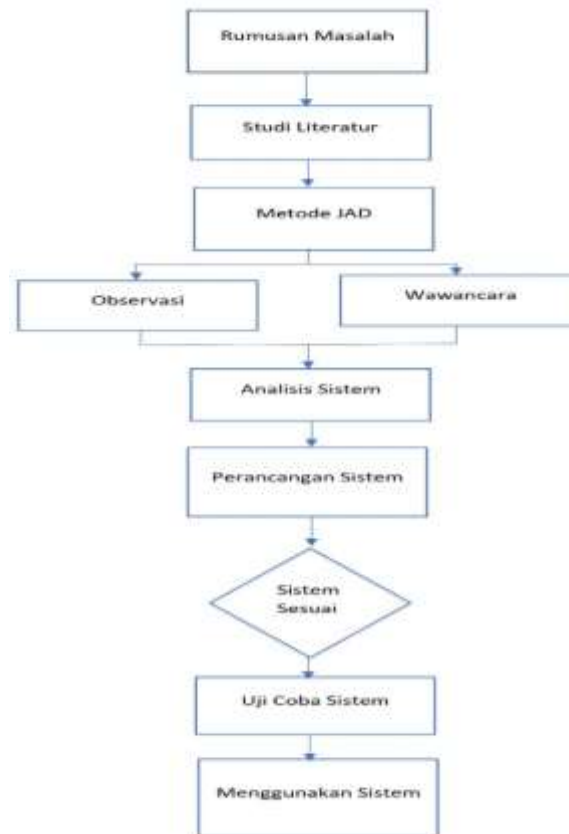 Rumusan Masalah
Studi Literatur
Metode JAD
Observasi
Wawancara
Analisis Sistem
Perancangan Sistem
Sistem
Sesuai
Uji Coba Sistem
Menggunakan Sistem